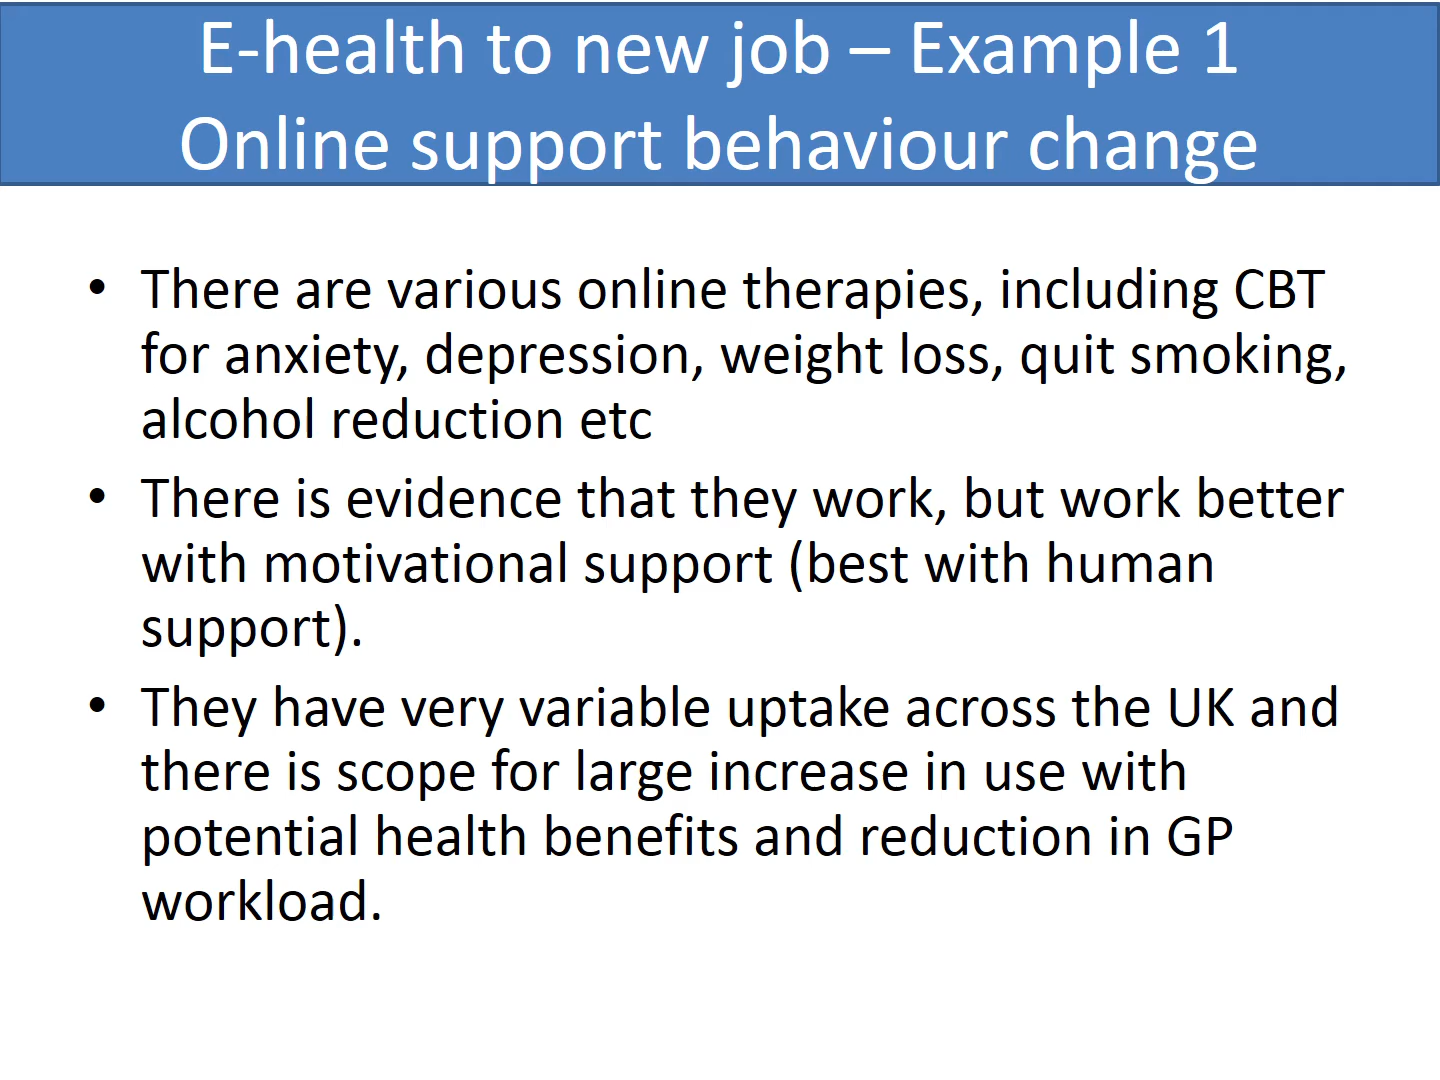 E-health to new job – Example 1
Online support behaviour change
• There are various online therapies, including CBT
for anxiety, depression, weight loss, quit smoking,
alcohol reduction etc
• There is evidence that they work, but work better
with motivational support (best with human
support).
• They have very variable uptake across the UK and
there is scope for large increase in use with
potential health benefits and reduction in GP
workload.